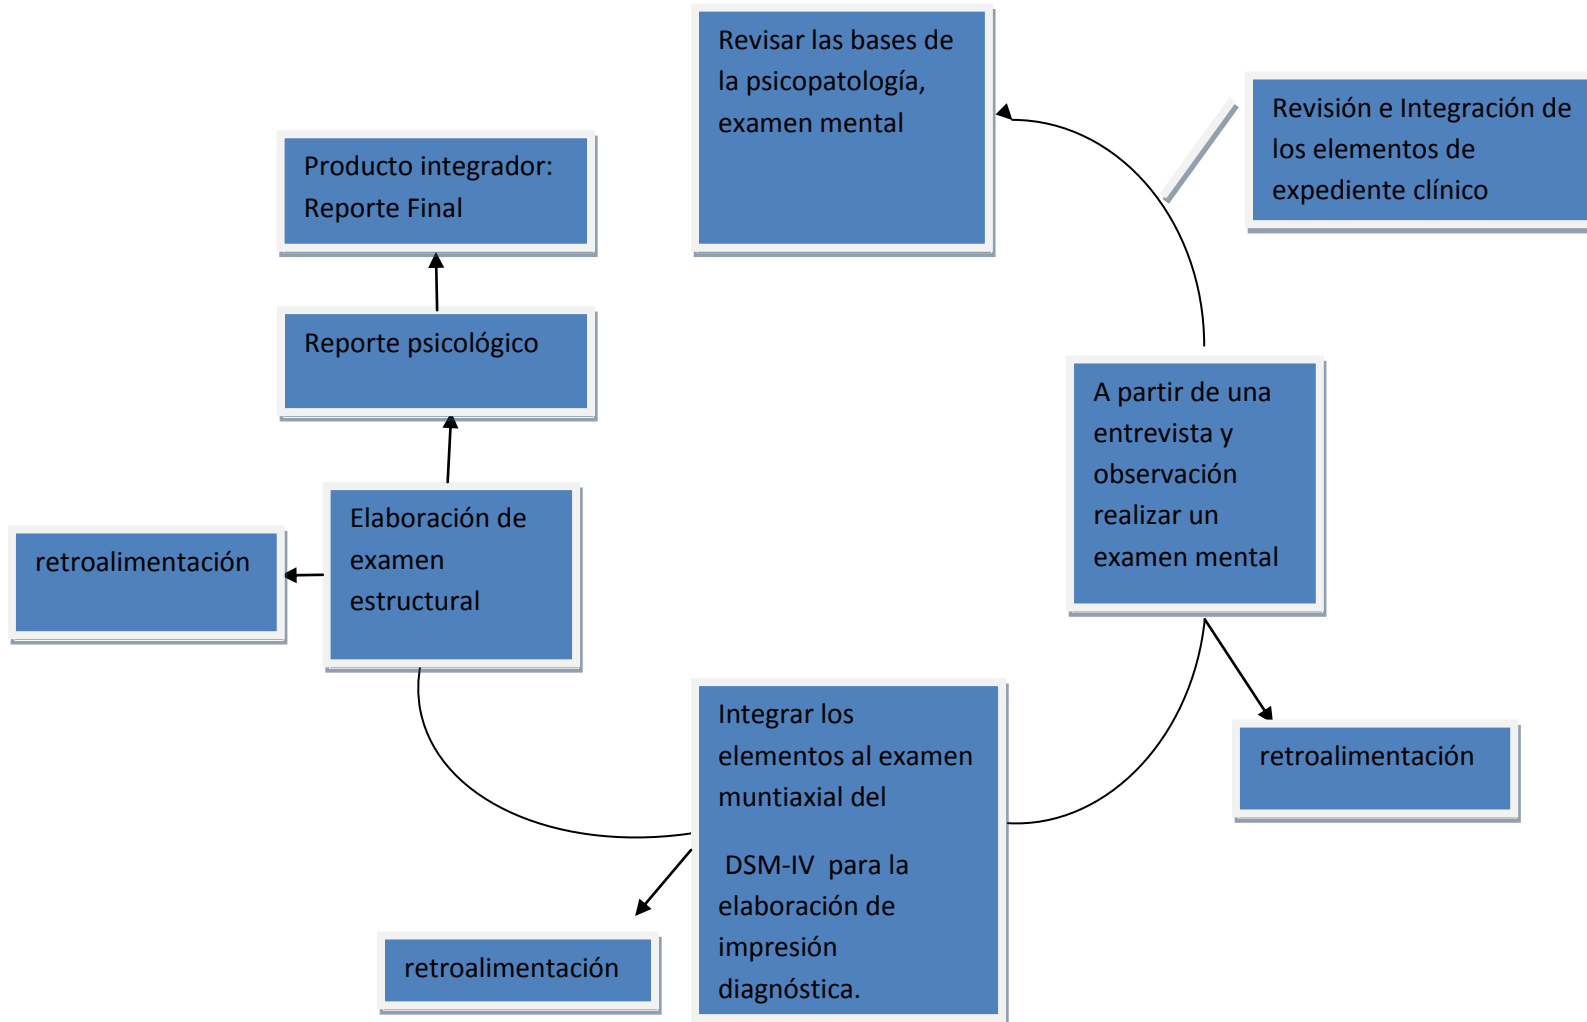 Revisar las bases de
la psicopatología,
examen mental
Revisión e Integración de
los elementos de
expediente clínico
Producto integrador:
Reporte Final
Reporte psicológico
A partir de una
entrevista y
observación
realizar un
examen mental
Elaboración de
examen
estructural
retroalimentación
Integrar los
elementos al examen
muntiaxial del
DSM-IV para la
elaboración de
impresión
diagnóstica.
retroalimentación
retroalimentación